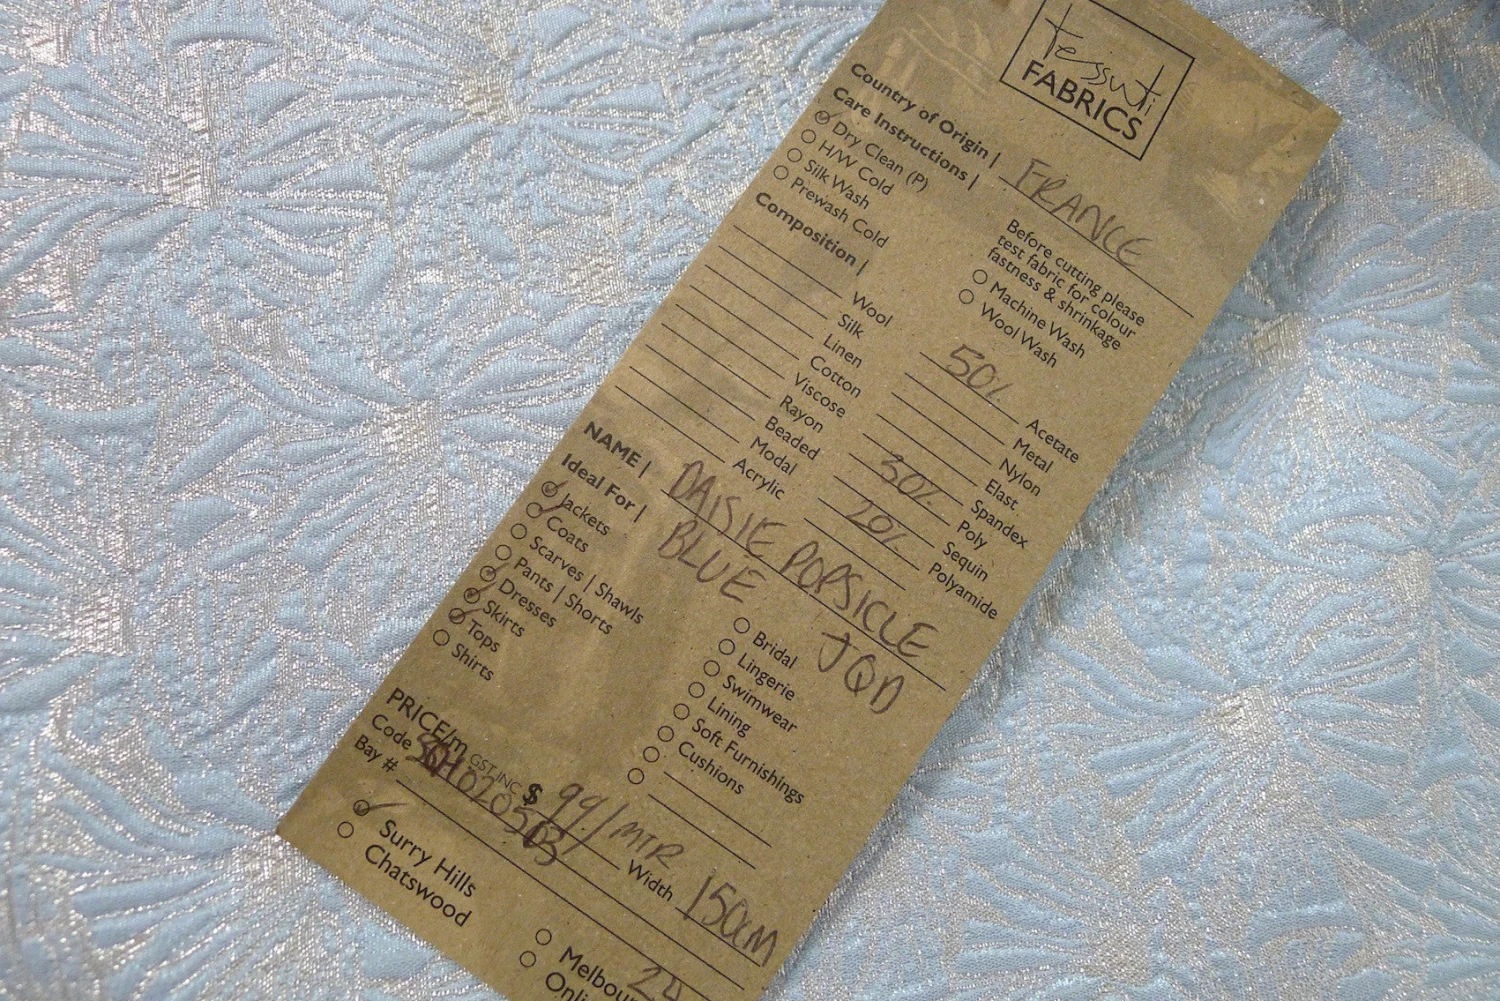 tessuti
FABRICS
Country of Origin | FRANCE
Care Instructions |
Dry Clean (P)
H/W Cold
Silk Wash
Prewash Cold
Before cutting please
test fabric for colour
fastness & shrinkage
Machine Wash
Wool Wash
Composition |
Wool
Silk
Linen
Cotton
Viscose
Rayon
Beaded
Modal
Acrylic
50% Acetate
Metal
Nylon
Elast
Spandex
30% Poly
Sequin
20% Polyamide
NAME | DAISIE POPSICLE
BLUE JQD
Ideal For |
Jackets
Coats
Scarves | Shawls
Pants | Shorts
Dresses
Skirts
Tops
Shirts
Bridal
Lingerie
Swimwear
Lining
Soft Furnishings
Cushions
PRICE/m GST INC $ 99/MTR
Code
Width 150CM
Bay #
Surry Hills
Chatswood